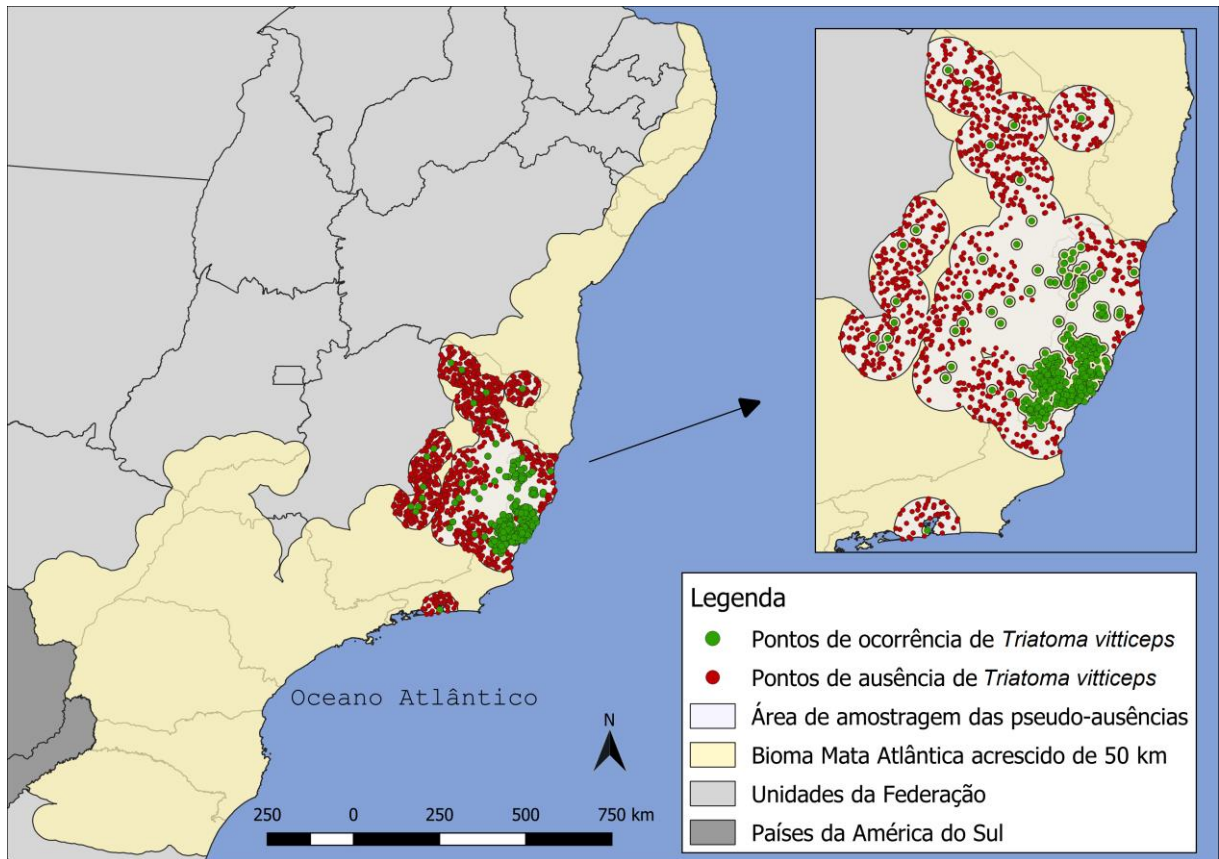 Oceano Atlântico
N
250 0 250 500 750 km
Legenda
Pontos de ocorrência de Triatoma vitticeps
Pontos de ausência de Triatoma vitticeps
Área de amostragem das pseudo-ausências
Bioma Mata Atlântica acrescido de 50 km
Unidades da Federação
Países da América do Sul